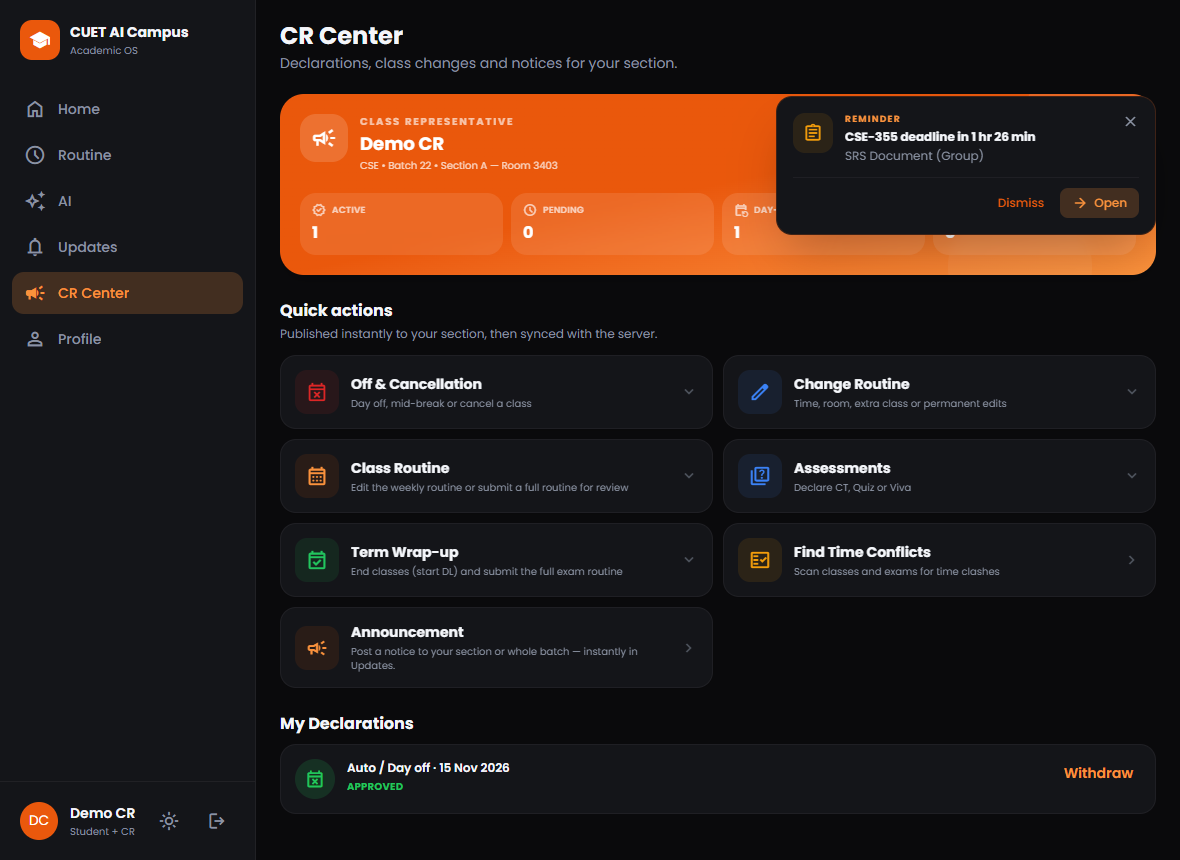 CUET AI Campus
Academic OS
Home
Routine
AI
Updates
CR Center
Profile
DC
Demo CR
Student + CR
CR Center
Declarations, class changes and notices for your section.
CLASS REPRESENTATIVE
Demo CR
CSE • Batch 22 • Section A — Room 3403
ACTIVE
1
PENDING
0
DAY-
1
REMINDER
CSE-355 deadline in 1 hr 26 min
SRS Document (Group)
Dismiss
Open
Quick actions
Published instantly to your section, then synced with the server.
Off & Cancellation
Day off, mid-break or cancel a class
Change Routine
Time, room, extra class or permanent edits
Class Routine
Edit the weekly routine or submit a full routine for review
Assessments
Declare CT, Quiz or Viva
Term Wrap-up
End classes (start DL) and submit the full exam routine
Find Time Conflicts
Scan classes and exams for time clashes
Announcement
Post a notice to your section or whole batch — instantly in
Updates.
My Declarations
Auto / Day off · 15 Nov 2026
APPROVED
Withdraw